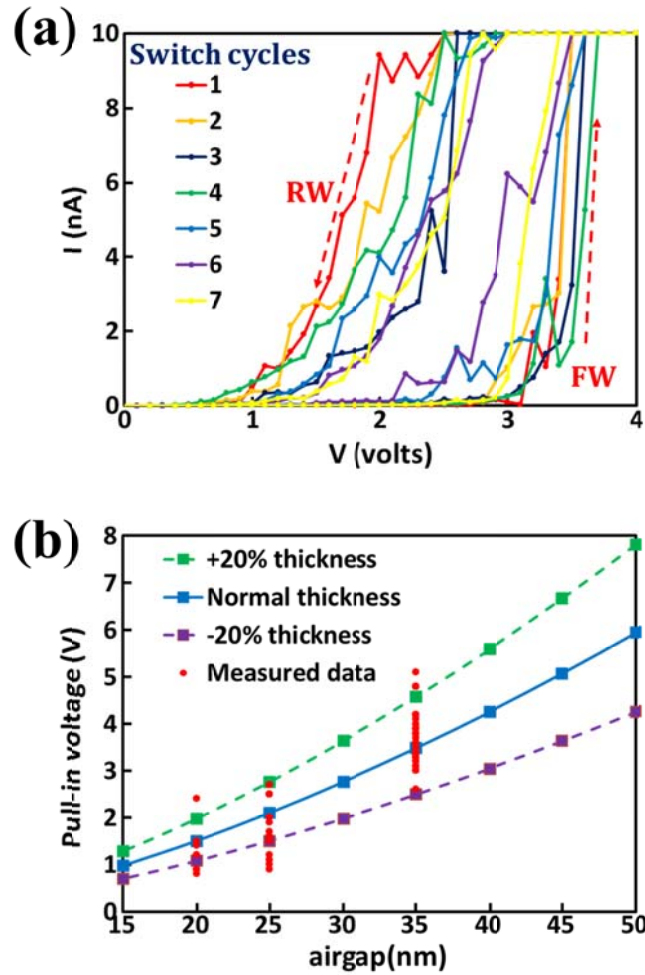 (a)
10
8
6
4
2
0
I (nA)
Switch cycles
1
2
3
4
5
6
7
RW
FW
0
1
2
3
4
V (volts)
(b)
8
7
6
5
4
3
2
1
0
Pull-in voltage (V)
+20% thickness
Normal thickness
-20% thickness
Measured data
15
20
25
30
35
40
45
50
airgap(nm)